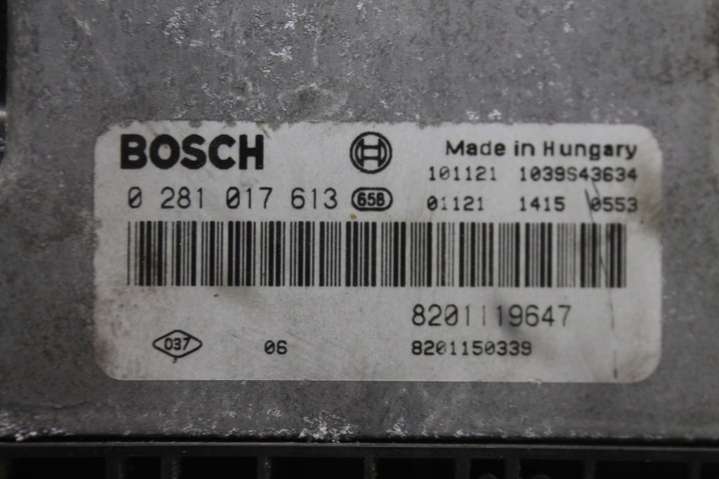 BOSCH Made in Hungary
101121 1039S43634
0 281 017 613 658 01121 1415 0553
8201119647
037 06 8201150339